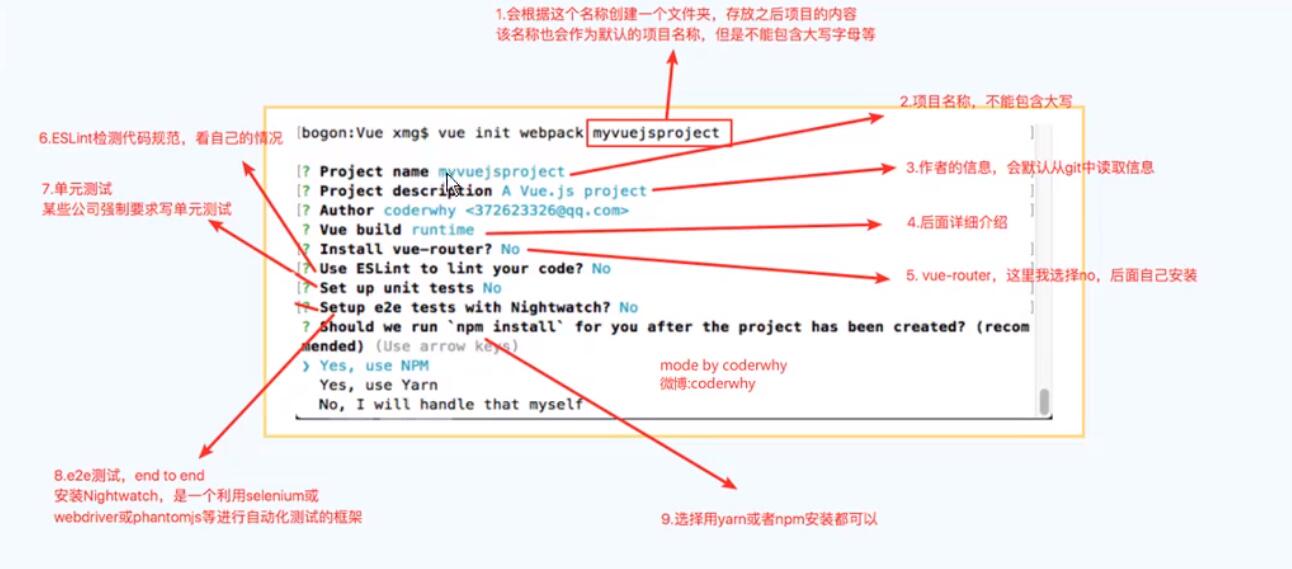 1.会根据这个名称创建一个文件夹，存放之后项目的内容
该名称也会作为默认的项目名称，但是不能包含大写字母等
2.项目名称，不能包含大写
6.ESLint检测代码规范，看自己的情况
[bogon:Vue xmg$ vue init webpack myvuejsproject ]
3.作者的信息，会默认从git中读取信息
7.单元测试
某些公司强制要求写单元测试
[? Project name myvuejsproject ]
[? Project description A Vue.js project ]
[? Author coderwhy <372623326@qq.com> ]
? Vue build runtime
[? Install vue-router? No ]
[? Use ESLint to lint your code? No ]
[? Set up unit tests No ]
[? Setup e2e tests with Nightwatch? No ]
? Should we run `npm install` for you after the project has been created? (recom
mended) (Use arrow keys)
❯ Yes, use NPM
Yes, use Yarn
No, I will handle that myself
4.后面详细介绍
5. vue-router，这里我选择no，后面自己安装
mode by coderwhy
微博:coderwhy
8.e2e测试，end to end
安装Nightwatch，是一个利用selenium或
webdriver或phantomjs等进行自动化测试的框架
9.选择用yarn或者npm安装都可以